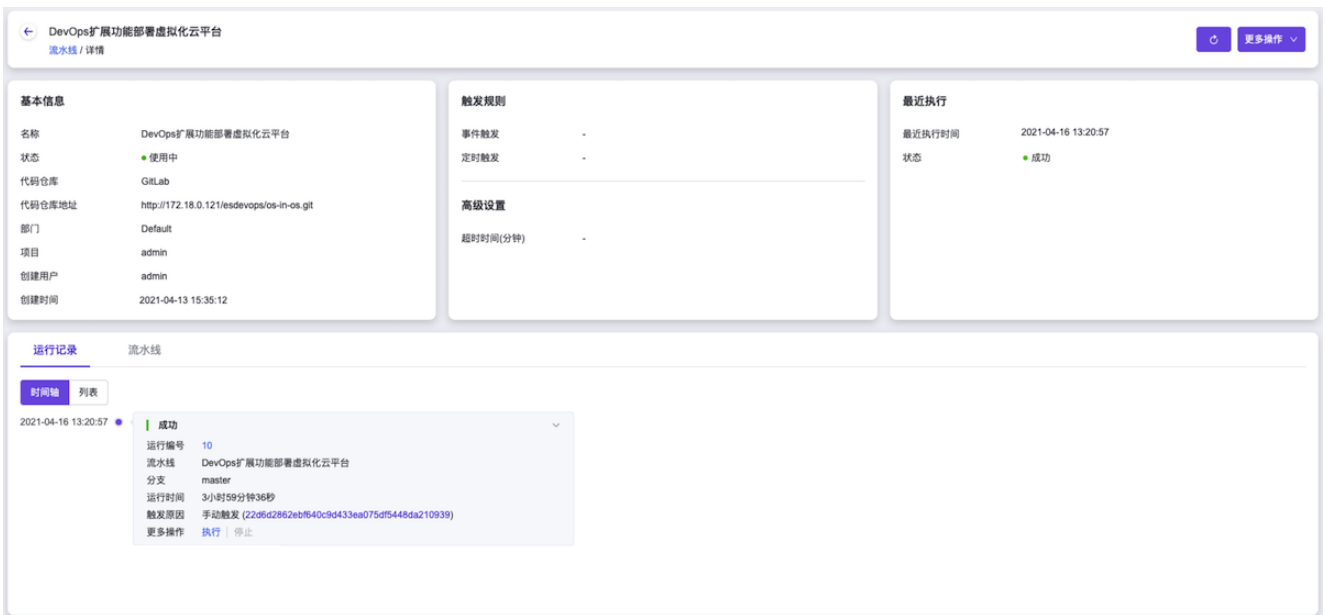 DevOps扩展功能部署虚拟化云平台
流水线 / 详情
更多操作
基本信息
名称 DevOps扩展功能部署虚拟化云平台
状态 使用中
代码仓库 GitLab
代码仓库地址 http://172.18.0.121/esdevops/os-in-os.git
部门 Default
项目 admin
创建用户 admin
创建时间 2021-04-13 15:35:12
触发规则
事件触发 -
定时触发 -
高级设置
超时时间(分钟) -
最近执行
最近执行时间 2021-04-16 13:20:57
状态 成功
运行记录 流水线
时间轴 列表
2021-04-16 13:20:57
成功
运行编号 10
流水线 DevOps扩展功能部署虚拟化云平台
分支 master
运行时间 3小时59分钟36秒
触发原因 手动触发 (22d6d2862ebf640c9d433ea075df5448da210939)
更多操作 执行 | 停止